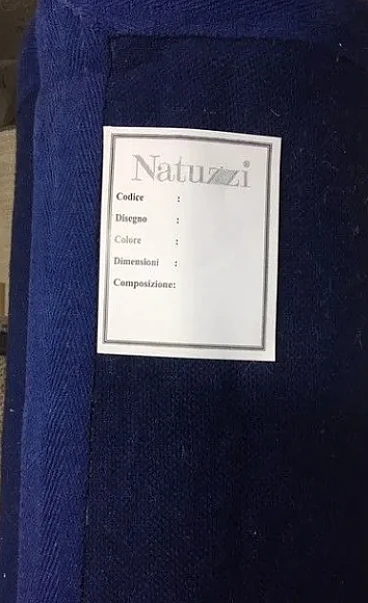 Natuzzi®
Codice :
Disegno :
Colore :
Dimensioni :
Composizione: